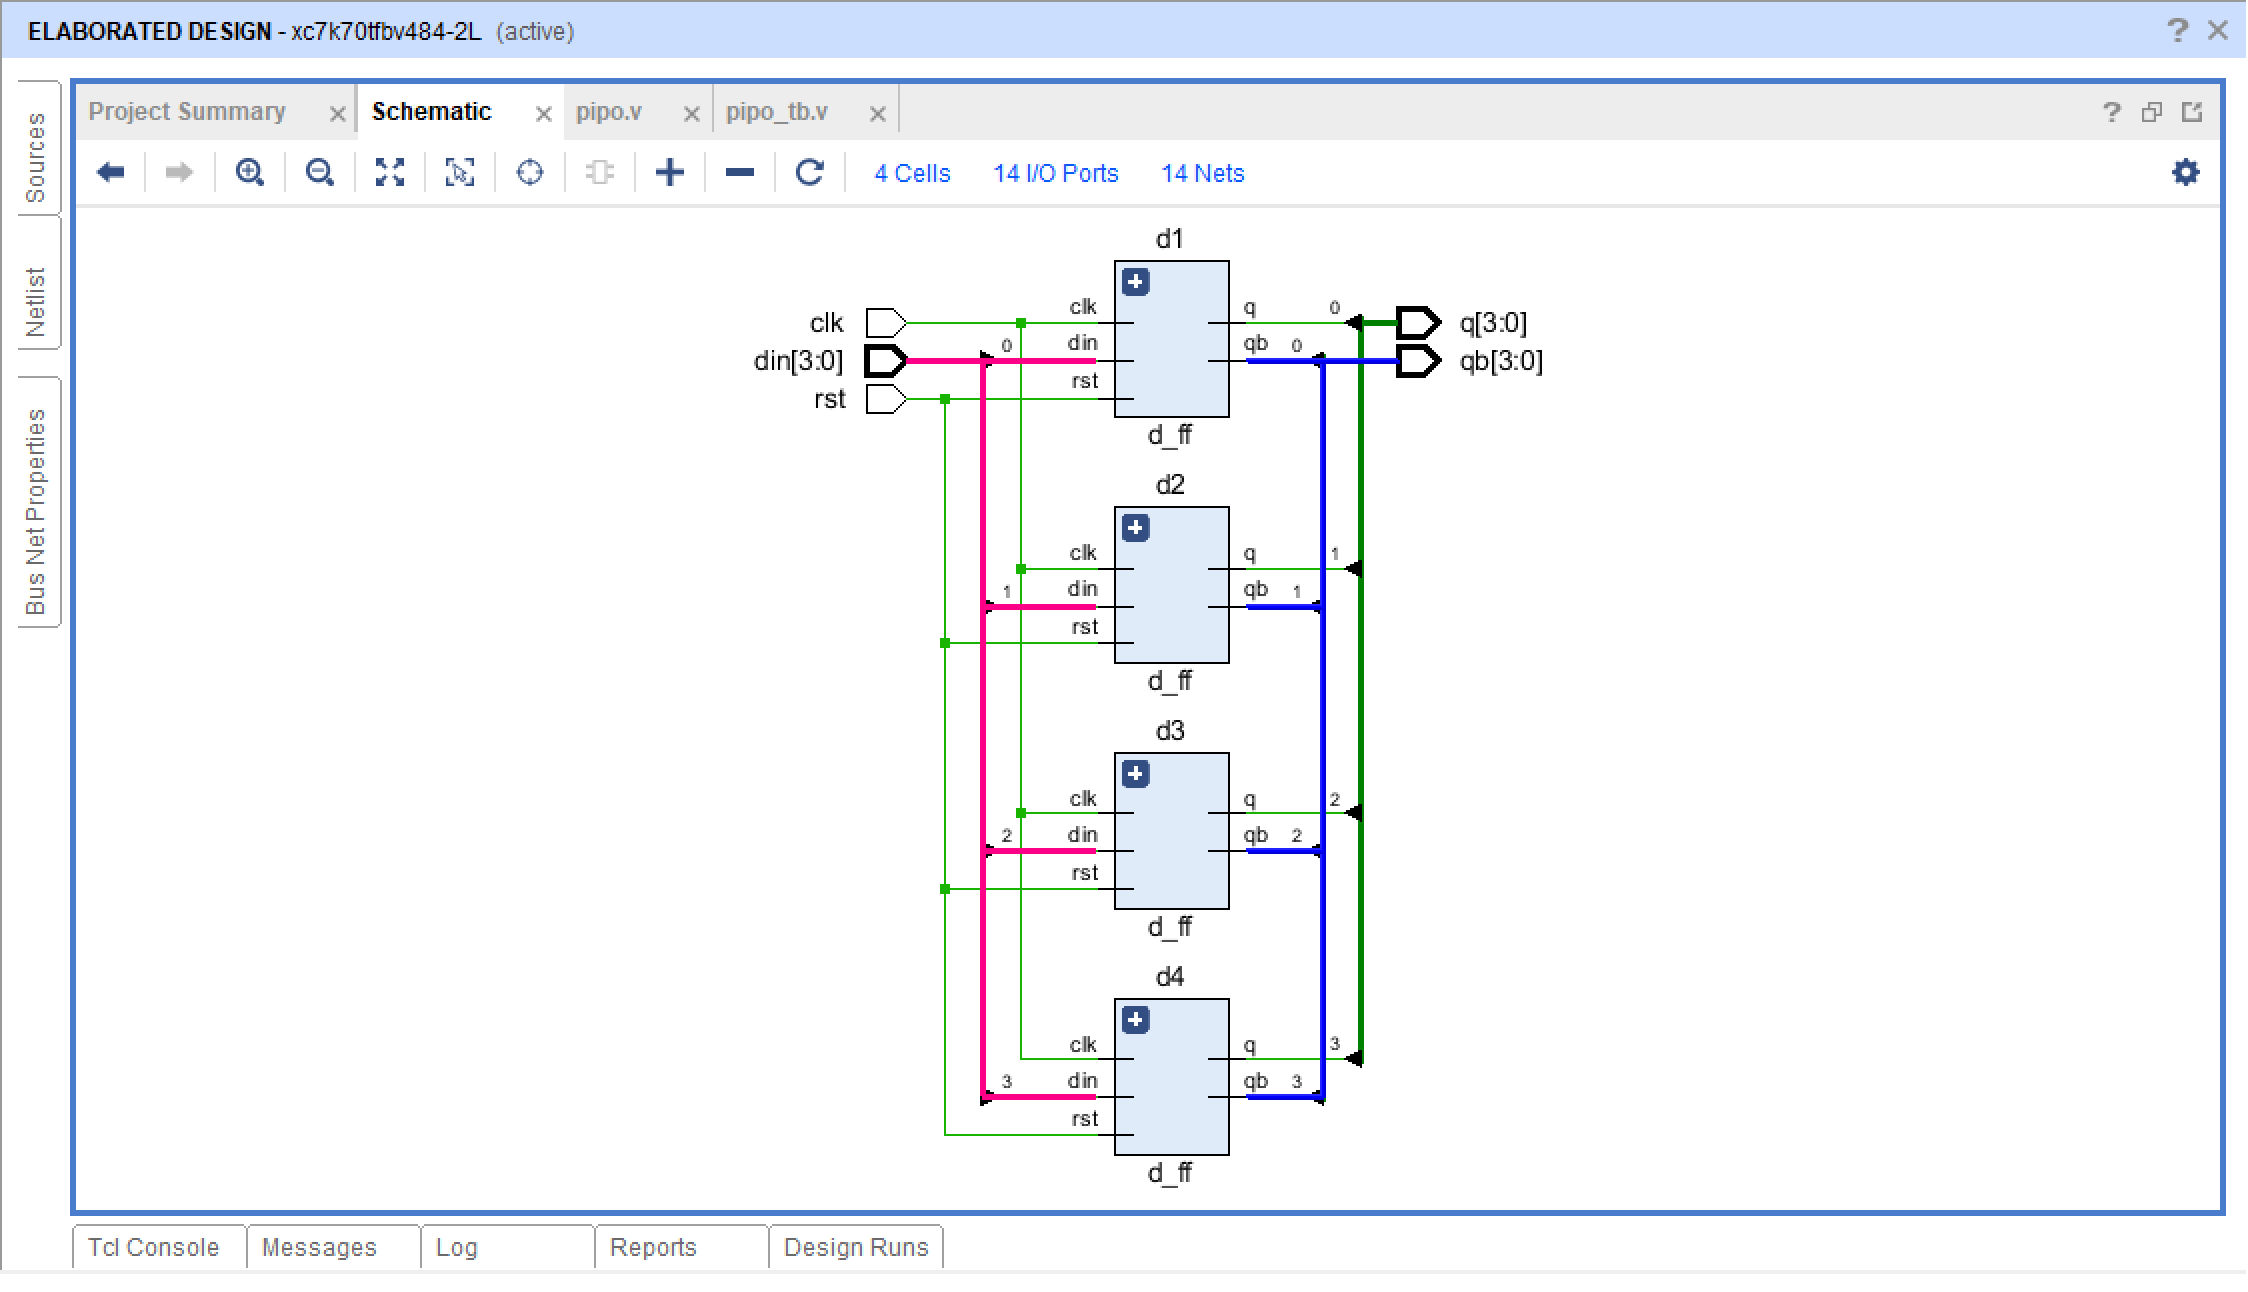 ELABORATED DESIGN - xc7k70tfbv484-2L (active)
Sources
Netlist
Bus Net Properties
Project Summary
Schematic
pipo.v
pipo_tb.v
4 Cells
14 I/O Ports
14 Nets
d1
clk
din[3:0]
rst
clk
0 din
rst
q 0
qb 0
q[3:0]
qb[3:0]
d_ff
d2
clk
1 din
rst
q 1
qb 1
d_ff
d3
clk
2 din
rst
q 2
qb 2
d_ff
d4
clk
3 din
rst
q 3
qb 3
d_ff
Tcl Console
Messages
Log
Reports
Design Runs